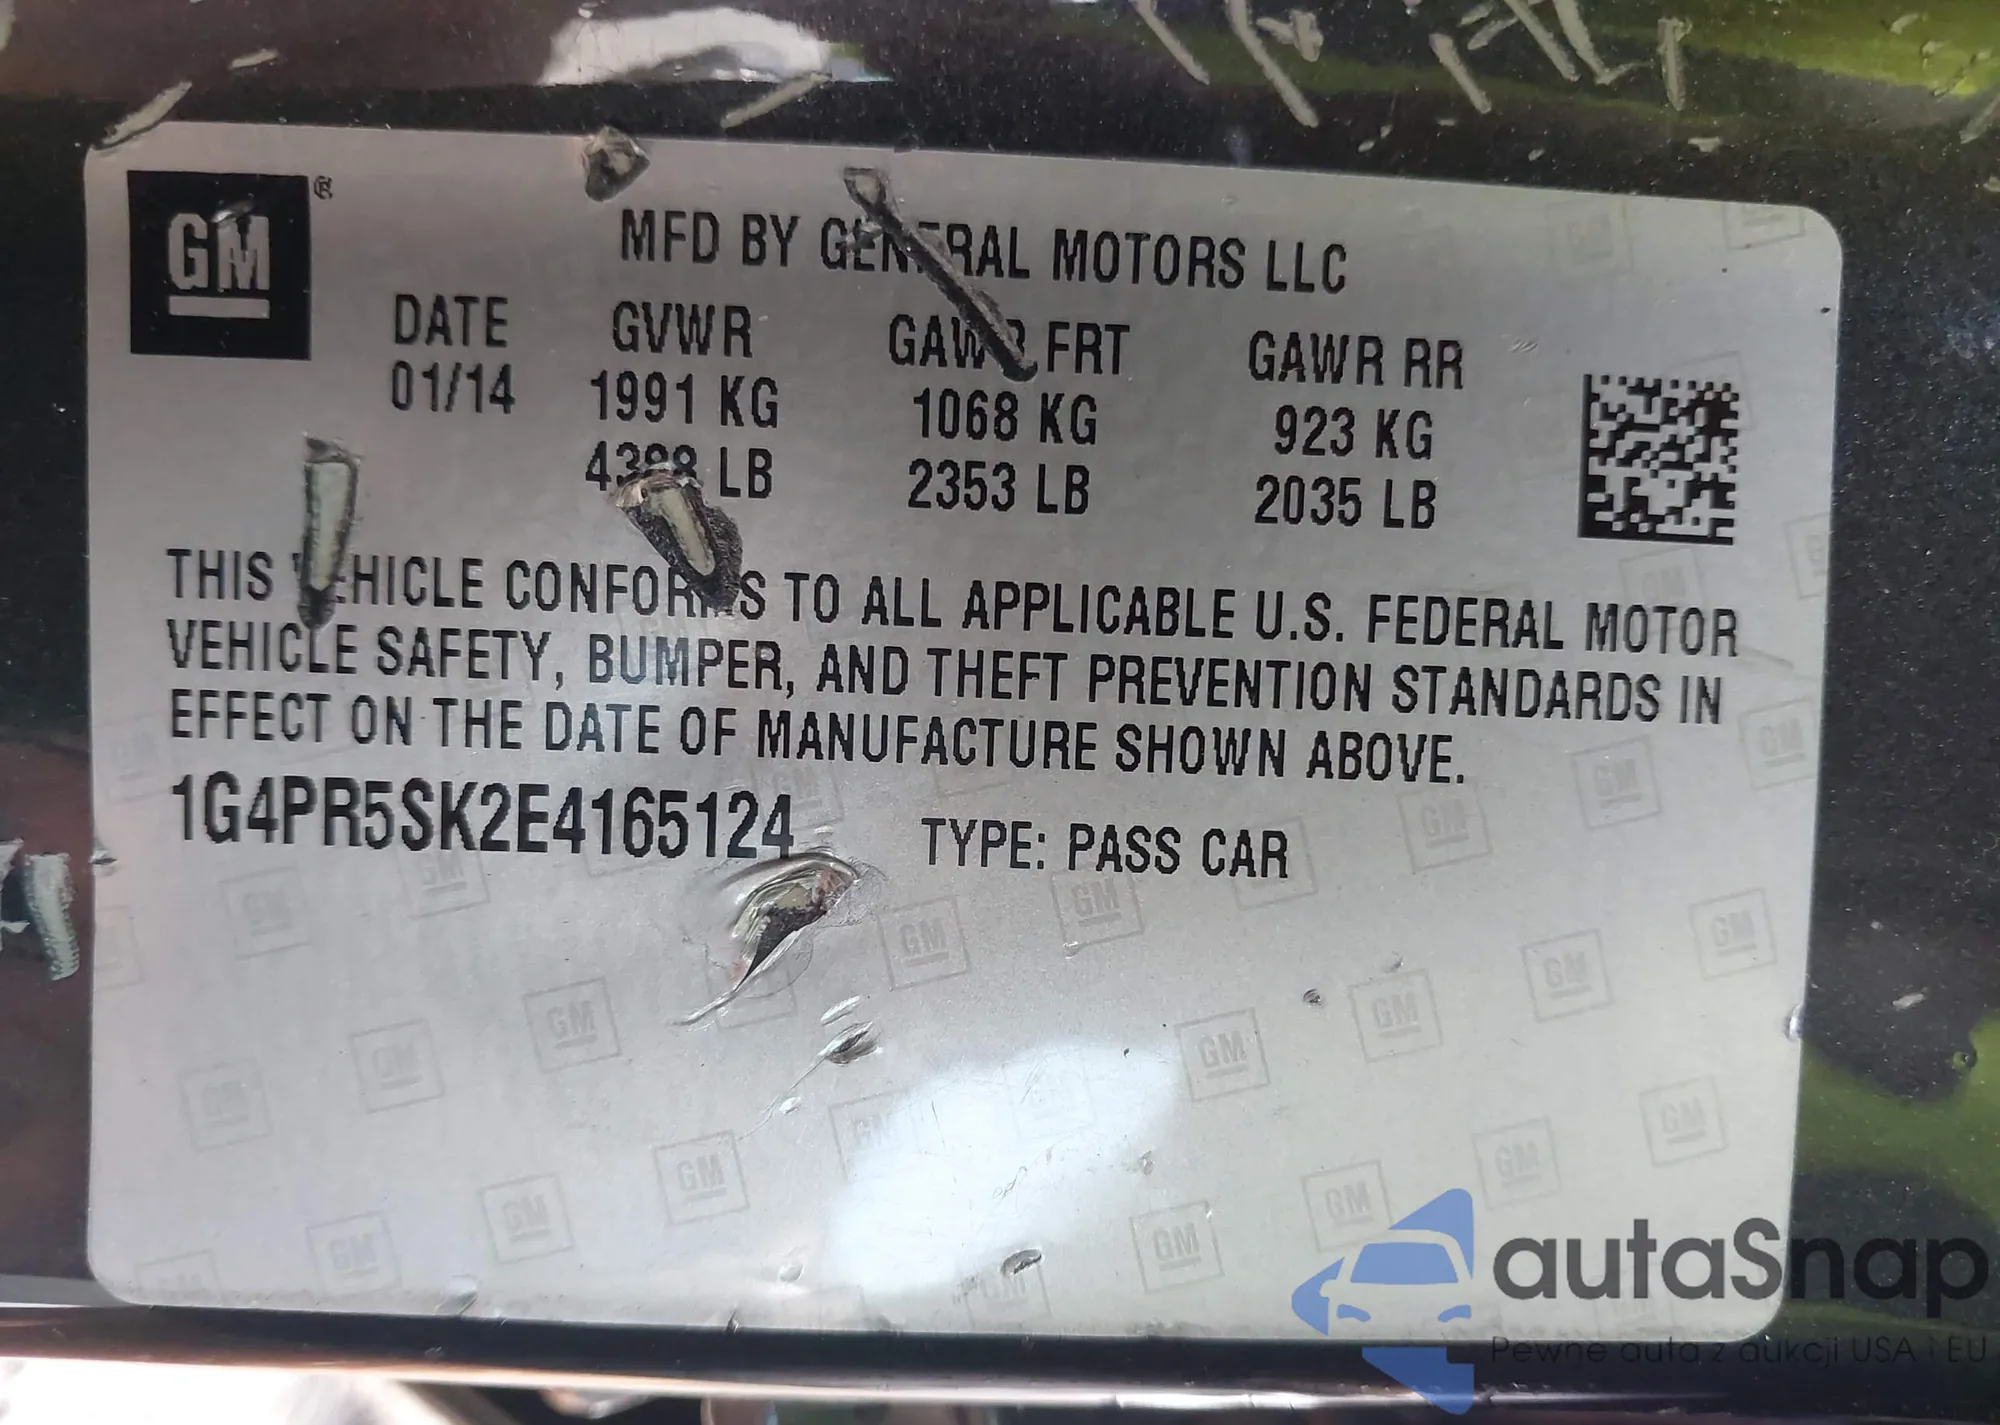 GM ®
MFD BY GENERAL MOTORS LLC
DATE GVWR GAWR FRT GAWR RR
01/14 1991 KG 1068 KG 923 KG
LB 2353 LB 2035 LB
THIS VEHICLE CONFORMS TO ALL APPLICABLE U.S. FEDERAL MOTOR
VEHICLE SAFETY, BUMPER, AND THEFT PREVENTION STANDARDS IN
EFFECT ON THE DATE OF MANUFACTURE SHOWN ABOVE.
1G4PR5SK2E4165124 TYPE: PASS CAR
autaSnap
Pewne auta z aukcji USA i EU